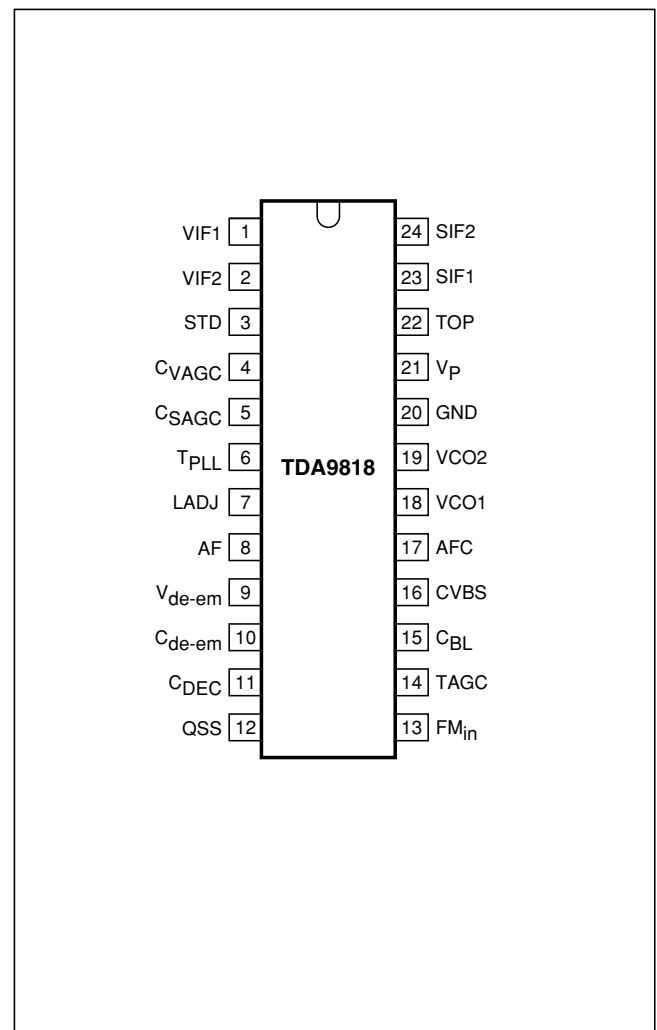 VIF1 1 24 SIF2
VIF2 2 23 SIF1
STD 3 22 TOP
CVAGC 4 21 VP
CSAGC 5 20 GND
TPLL 6 19 VCO2
TDA9818
LADJ 7 18 VCO1
AF 8 17 AFC
Vde-em 9 16 CVBS
Cde-em 10 15 CBL
CDEC 11 14 TAGC
QSS 12 13 FMin